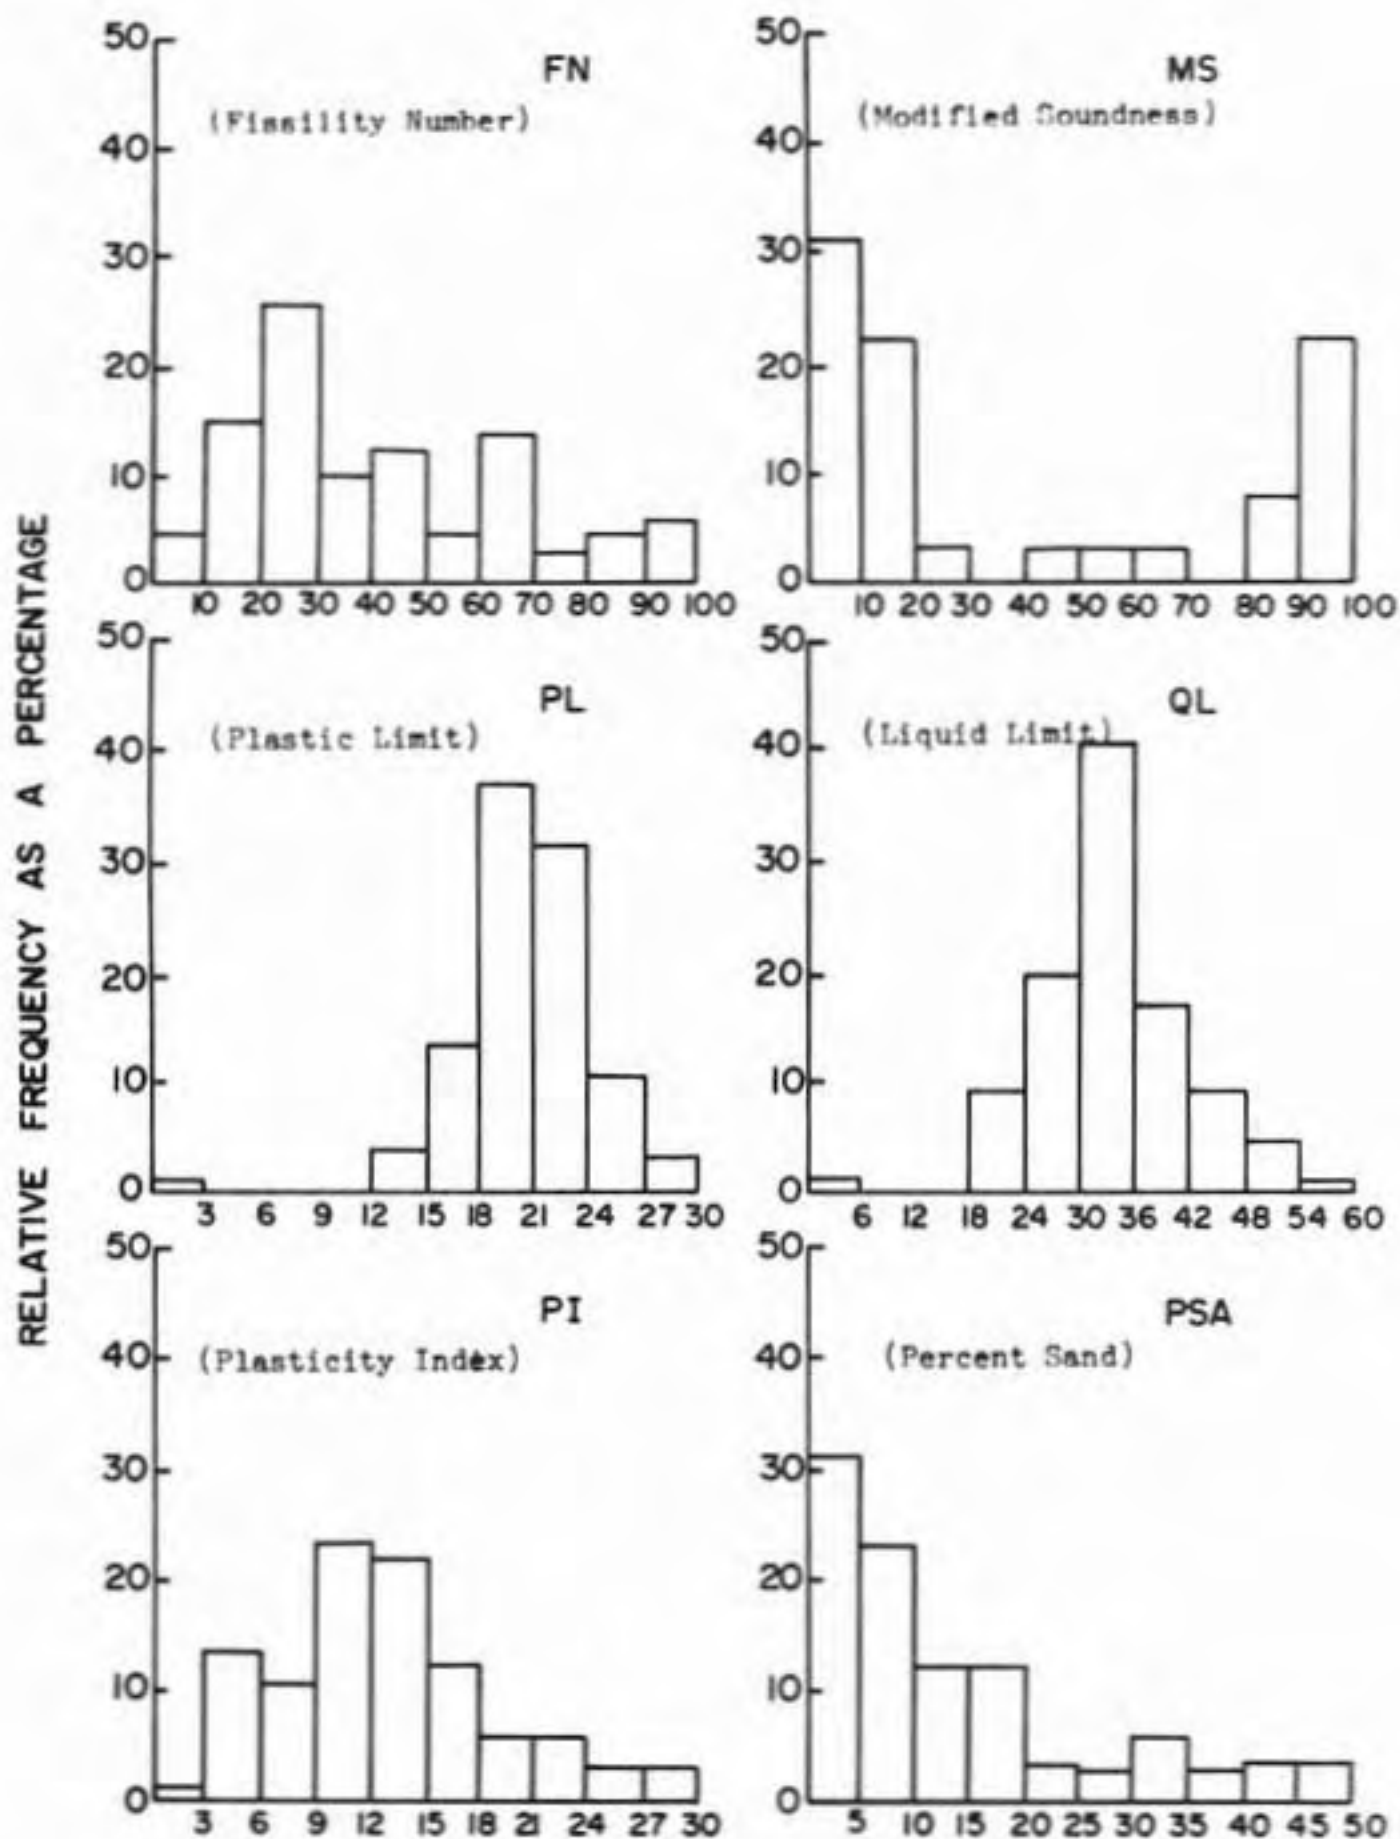 RELATIVE FREQUENCY AS A PERCENTAGE
FN
(Fissility Number)
50
40
30
20
10
0
10 20 30 40 50 60 70 80 90 100
MS
(Modified Soundness)
50
40
30
20
10
0
10 20 30 40 50 60 70 80 90 100
PL
(Plastic Limit)
50
40
30
20
10
0
3 6 9 12 15 18 21 24 27 30
QL
(Liquid Limit)
50
40
30
20
10
0
6 12 18 24 30 36 42 48 54 60
PI
(Plasticity Index)
50
40
30
20
10
0
3 6 9 12 15 18 21 24 27 30
PSA
(Percent Sand)
50
40
30
20
10
0
5 10 15 20 25 30 35 40 45 50